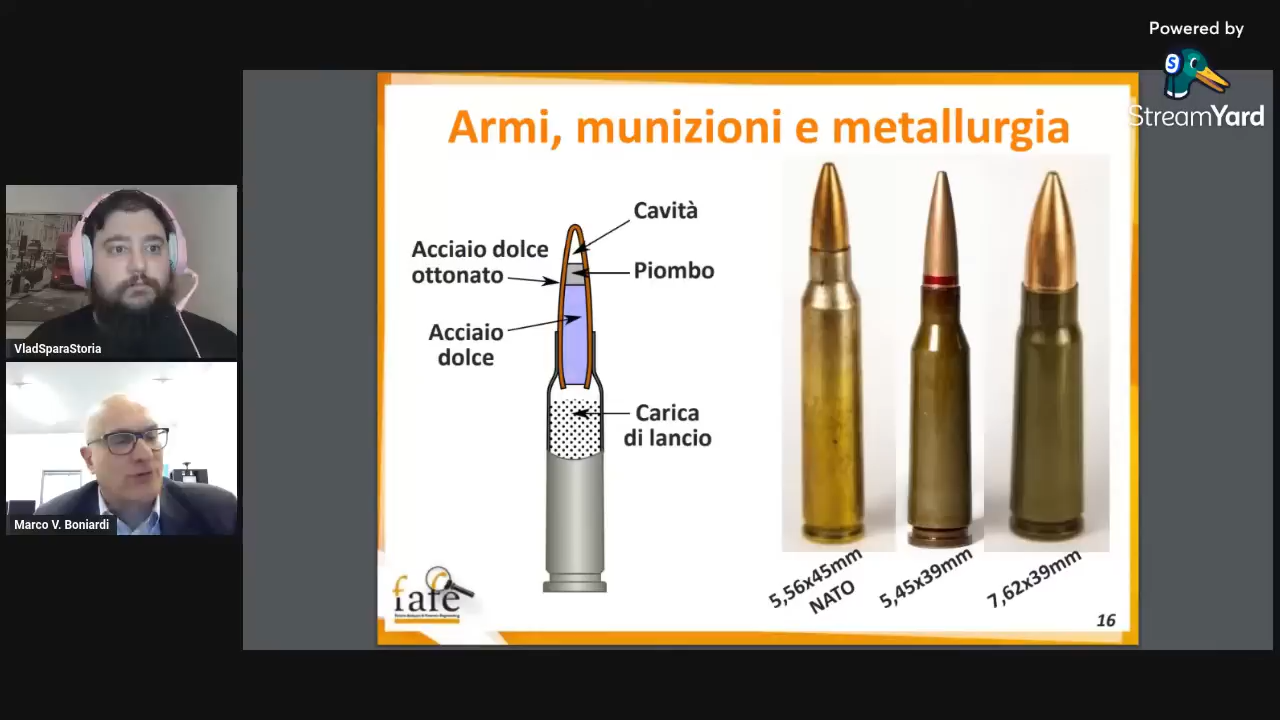 Powered by
StreamYard
Armi, munizioni e metallurgia
Cavità
Acciaio dolce
ottonato
Piombo
Acciaio
dolce
Carica
di lancio
5,56x45mm
NATO
5,45x39mm
7,62x39mm
fafe
16
VladSparaStoria
Marco V. Boniardi